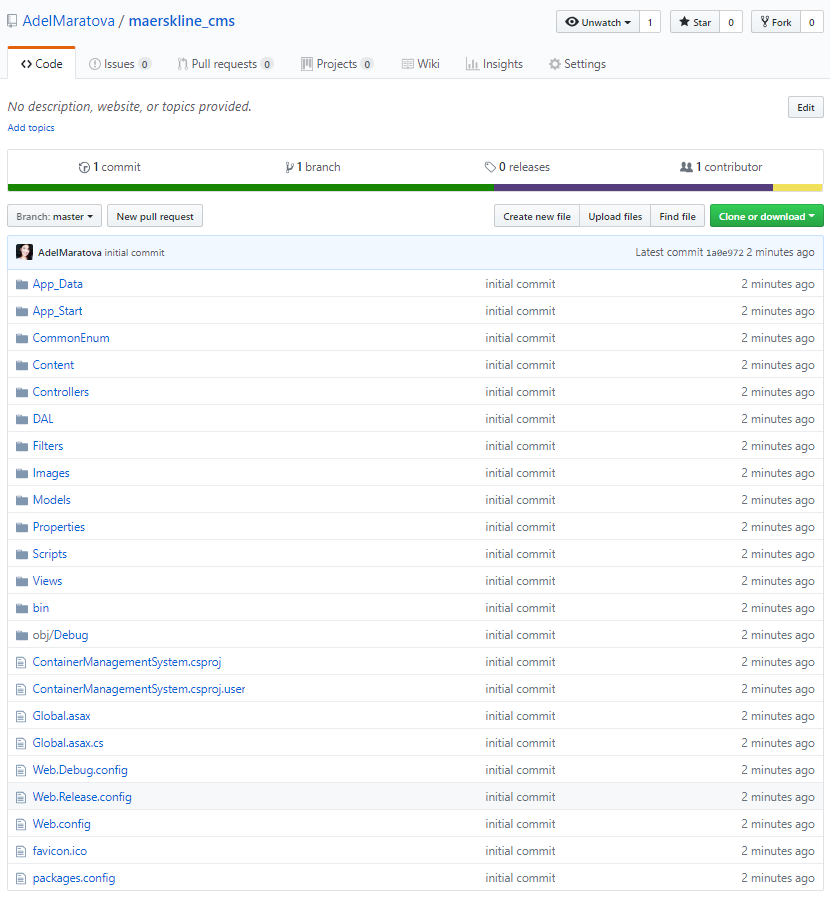 AdelMaratova / maerskline_cms
Unwatch 1 Star 0 Fork 0
Code Issues 0 Pull requests 0 Projects 0 Wiki Insights Settings
No description, website, or topics provided. Edit
Add topics
1 commit 1 branch 0 releases 1 contributor
Branch: master New pull request Create new file Upload files Find file Clone or download
AdelMaratova initial commit Latest commit 1a0e972 2 minutes ago
App_Data initial commit 2 minutes ago
App_Start initial commit 2 minutes ago
CommonEnum initial commit 2 minutes ago
Content initial commit 2 minutes ago
Controllers initial commit 2 minutes ago
DAL initial commit 2 minutes ago
Filters initial commit 2 minutes ago
Images initial commit 2 minutes ago
Models initial commit 2 minutes ago
Properties initial commit 2 minutes ago
Scripts initial commit 2 minutes ago
Views initial commit 2 minutes ago
bin initial commit 2 minutes ago
obj/Debug initial commit 2 minutes ago
ContainerManagementSystem.csproj initial commit 2 minutes ago
ContainerManagementSystem.csproj.user initial commit 2 minutes ago
Global.asax initial commit 2 minutes ago
Global.asax.cs initial commit 2 minutes ago
Web.Debug.config initial commit 2 minutes ago
Web.Release.config initial commit 2 minutes ago
Web.config initial commit 2 minutes ago
favicon.ico initial commit 2 minutes ago
packages.config initial commit 2 minutes ago